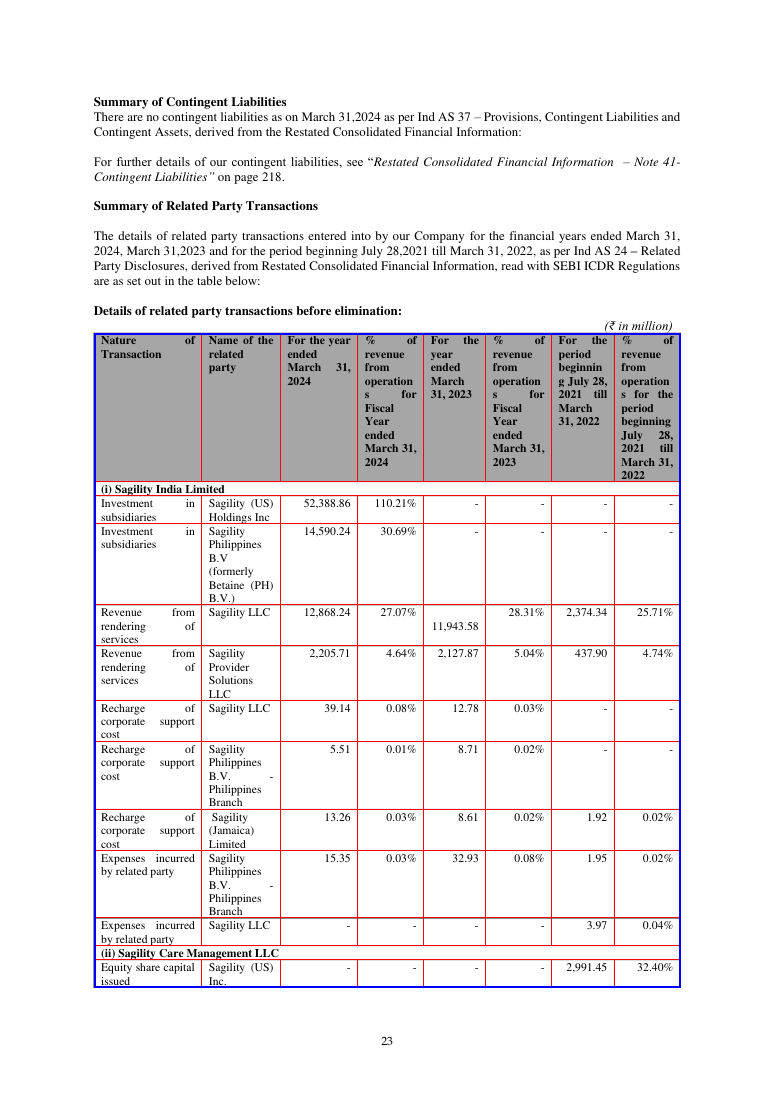 Summary of Contingent Liabilities
There are no contingent liabilities as on March 31,2024 as per Ind AS 37 – Provisions, Contingent Liabilities and
Contingent Assets, derived from the Restated Consolidated Financial Information:
For further details of our contingent liabilities, see “Restated Consolidated Financial Information – Note 41-
Contingent Liabilities” on page 218.
Summary of Related Party Transactions
The details of related party transactions entered into by our Company for the financial years ended March 31,
2024, March 31,2023 and for the period beginning July 28,2021 till March 31, 2022, as per Ind AS 24 – Related
Party Disclosures, derived from Restated Consolidated Financial Information, read with SEBI ICDR Regulations
are as set out in the table below:
Details of related party transactions before elimination:
(₹ in million)
Nature of Transaction | Name of the related party | For the year ended March 31, 2024 | % of revenue from operation s for Fiscal Year ended March 31, 2024 | For the year ended March 31, 2023 | % of revenue from operation s for Fiscal Year ended March 31, 2023 | For the period beginnin g July 28, 2021 till March 31, 2022 | % of revenue from operation s for the period beginning July 28, 2021 till March 31, 2022
(i) Sagility India Limited
Investment in subsidiaries | Sagility (US) Holdings Inc | 52,388.86 | 110.21% | - | - | - | -
Investment in subsidiaries | Sagility Philippines B.V (formerly Betaine (PH) B.V.) | 14,590.24 | 30.69% | - | - | - | -
Revenue from rendering of services | Sagility LLC | 12,868.24 | 27.07% | 11,943.58 | 28.31% | 2,374.34 | 25.71%
Revenue from rendering of services | Sagility Provider Solutions LLC | 2,205.71 | 4.64% | 2,127.87 | 5.04% | 437.90 | 4.74%
Recharge of corporate support cost | Sagility LLC | 39.14 | 0.08% | 12.78 | 0.03% | - | -
Recharge of corporate support cost | Sagility Philippines B.V. - Philippines Branch | 5.51 | 0.01% | 8.71 | 0.02% | - | -
Recharge of corporate support cost | Sagility (Jamaica) Limited | 13.26 | 0.03% | 8.61 | 0.02% | 1.92 | 0.02%
Expenses incurred by related party | Sagility Philippines B.V. - Philippines Branch | 15.35 | 0.03% | 32.93 | 0.08% | 1.95 | 0.02%
Expenses incurred by related party | Sagility LLC | - | - | - | - | 3.97 | 0.04%
(ii) Sagility Care Management LLC
Equity share capital issued | Sagility (US) Inc. | - | - | - | - | 2,991.45 | 32.40%
23